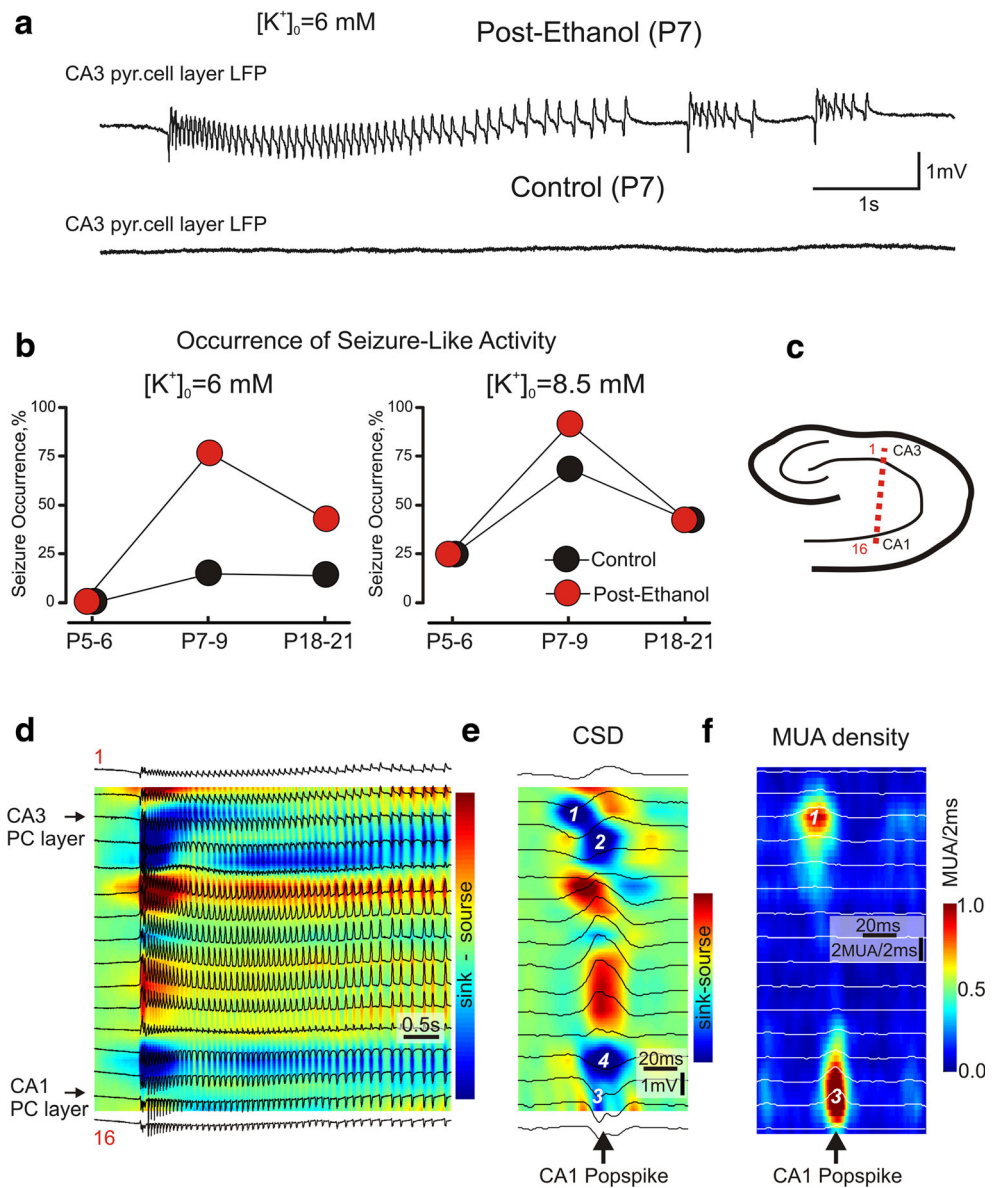 a
[K⁺]₀=6 mM
Post-Ethanol (P7)
CA3 pyr.cell layer LFP
1mV
1s
Control (P7)
CA3 pyr.cell layer LFP
b
Occurrence of Seizure-Like Activity
[K⁺]₀=6 mM
Seizure Occurrence,%
100
75
50
25
0
P5-6
P7-9
P18-21
[K⁺]₀=8.5 mM
Seizure Occurrence,%
100
75
50
25
0
Control
Post-Ethanol
P5-6
P7-9
P18-21
c
1
CA3
16
CA1
d
1
CA3
PC layer
CA1
PC layer
16
0.5s
sink - sourse
e
CSD
1
2
4
3
20ms
1mV
sink-sourse
CA1 Popspike
f
MUA density
1
20ms
2MUA/2ms
3
MUA/2ms
1.0
0.5
0.0
CA1 Popspike